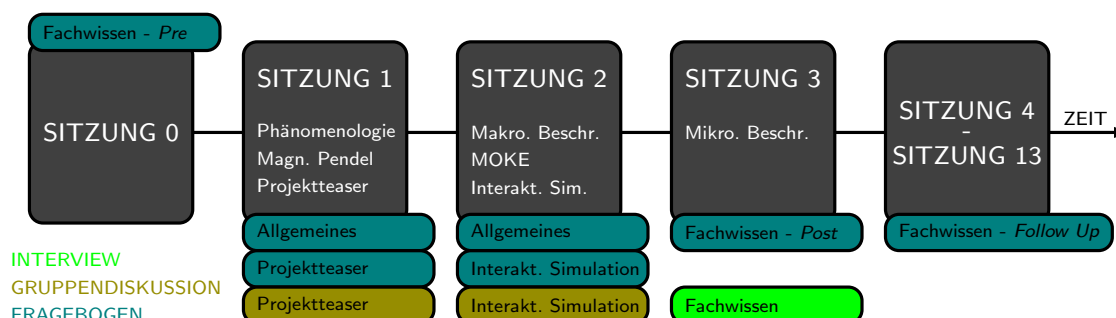 Fachwissen - Pre
SITZUNG 0
SITZUNG 1
Phänomenologie
Magn. Pendel
Projektteaser
Allgemeines
Projektteaser
Projektteaser
SITZUNG 2
Makro. Beschr.
MOKE
Interakt. Sim.
Allgemeines
Interakt. Simulation
Interakt. Simulation
SITZUNG 3
Mikro. Beschr.
Fachwissen - Post
Fachwissen
SITZUNG 4
-
SITZUNG 13
Fachwissen - Follow Up
ZEIT
INTERVIEW
GRUPPENDISKUSSION
FRAGEBOGEN